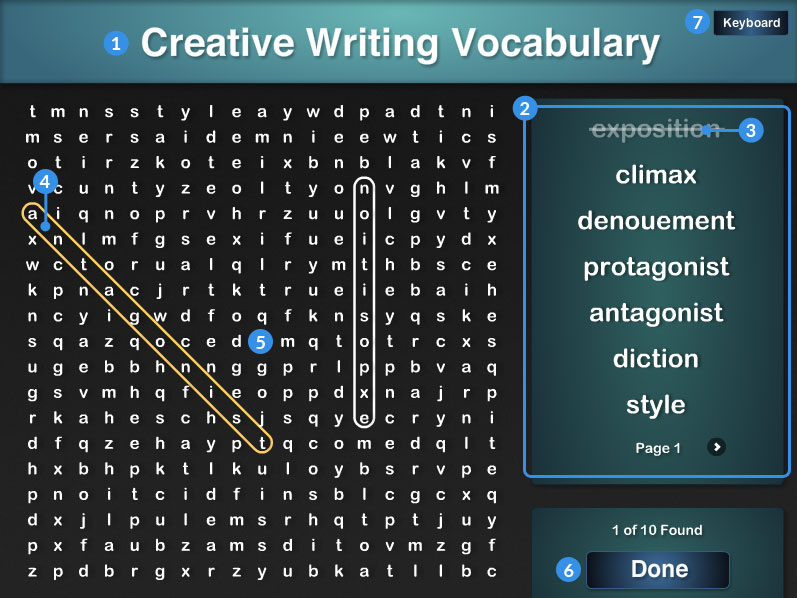 7 Keyboard
1 Creative Writing Vocabulary
t m n s s t y l e a y w d p a d t n i
m s e r s a i d e m n i e e w t i c s
o t i r z k o t e i x b n b l a k v f
4
v c u n t y z e o l t y o n v g h l m
a i q n o p r v h r z u u o l g v t y
x n l m f g s e x i f u e i c p y d x
w c t o r u a l q l r y m t h b s c e
k p n a c j r t k t r u e i e b a i h
n c y i g w d f o q f k n s y q s k e
s q a z q o c e d 5 m q t o t r c x s
u g e b b h n n g g p r l p p b v a q
g s v m h q f i e o p p d x n a j r p
r k a h e s c h s j s q y e c r y n i
d f q z e h a y p t q c o m e d q l t
h x b h p k t l k u l o y b s r v p e
p n o i t c i d f i n s b l c g c x q
d x j l p u l e m s r h q t p t j u y
p x f a u b z a m s d i t o v m z g f
z p d b r g x r z y u b k a t l l b c
2
exposition 3
climax
denouement
protagonist
antagonist
diction
style
Page 1
1 of 10 Found
6 Done